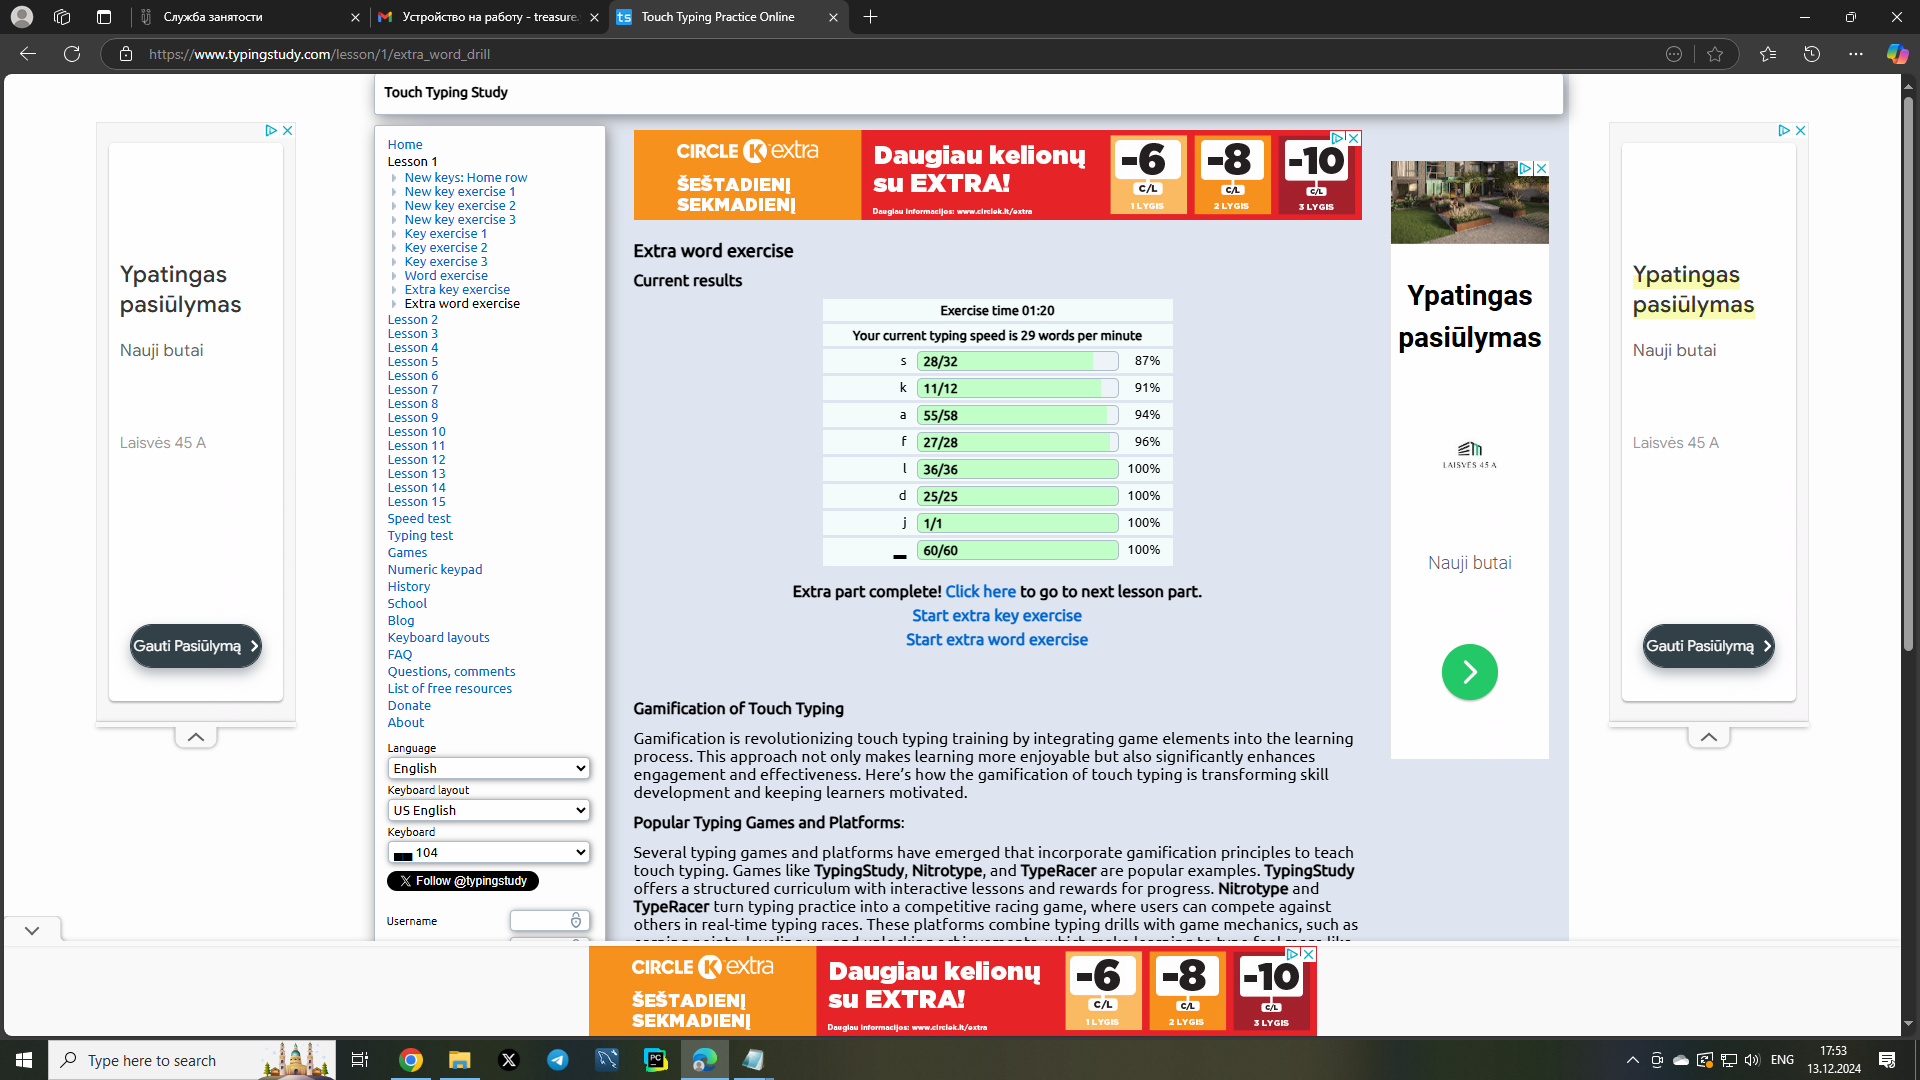 Служба занятости
Устройство на работу - treasure.
Touch Typing Practice Online
https://www.typingstudy.com/lesson/1/extra_word_drill
Touch Typing Study
Home
Lesson 1
New keys: Home row
New key exercise 1
New key exercise 2
New key exercise 3
Key exercise 1
Key exercise 2
Key exercise 3
Word exercise
Extra key exercise
Extra word exercise
Lesson 2
Lesson 3
Lesson 4
Lesson 5
Lesson 6
Lesson 7
Lesson 8
Lesson 9
Lesson 10
Lesson 11
Lesson 12
Lesson 13
Lesson 14
Lesson 15
Speed test
Typing test
Games
Numeric keypad
History
School
Blog
Keyboard layouts
FAQ
Questions, comments
List of free resources
Donate
About
Language
English
Keyboard layout
US English
Keyboard
104
Follow @typingstudy
Username
Ypatingas
pasiūlymas
Nauji butai
Laisvės 45 A
Gauti Pasiūlymą
CIRCLE K extra
ŠEŠTADIENĮ
SEKMADIENĮ
Daugiau kelionų
su EXTRA!
Daugiau informacijos: www.circlek.lt/extra
-6
C/L
1 LYGIS
-8
C/L
2 LYGIS
-10
C/L
3 LYGIS
Extra word exercise
Current results
Exercise time 01:20
Your current typing speed is 29 words per minute
s 28/32 87%
k 11/12 91%
a 55/58 94%
f 27/28 96%
l 36/36 100%
d 25/25 100%
j 1/1 100%
60/60 100%
Extra part complete! Click here to go to next lesson part.
Start extra key exercise
Start extra word exercise
Gamification of Touch Typing
Gamification is revolutionizing touch typing training by integrating game elements into the learning
process. This approach not only makes learning more enjoyable but also significantly enhances
engagement and effectiveness. Here's how the gamification of touch typing is transforming skill
development and keeping learners motivated.
Popular Typing Games and Platforms:
Several typing games and platforms have emerged that incorporate gamification principles to teach
touch typing. Games like TypingStudy, Nitrotype, and TypeRacer are popular examples. TypingStudy
offers a structured curriculum with interactive lessons and rewards for progress. Nitrotype and
TypeRacer turn typing practice into a competitive racing game, where users can compete against
others in real-time typing races. These platforms combine typing drills with game mechanics, such as
Ypatingas
pasiūlymas
LAISVĖS 45 A
Nauji butai
Ypatingas
pasiūlymas
Nauji butai
Laisvės 45 A
Gauti Pasiūlymą
CIRCLE K extra
ŠEŠTADIENĮ
SEKMADIENĮ
Daugiau kelionų
su EXTRA!
Daugiau informacijos: www.circlek.lt/extra
-6
C/L
1 LYGIS
-8
C/L
2 LYGIS
-10
C/L
3 LYGIS
Type here to search
ENG
17:53
13.12.2024